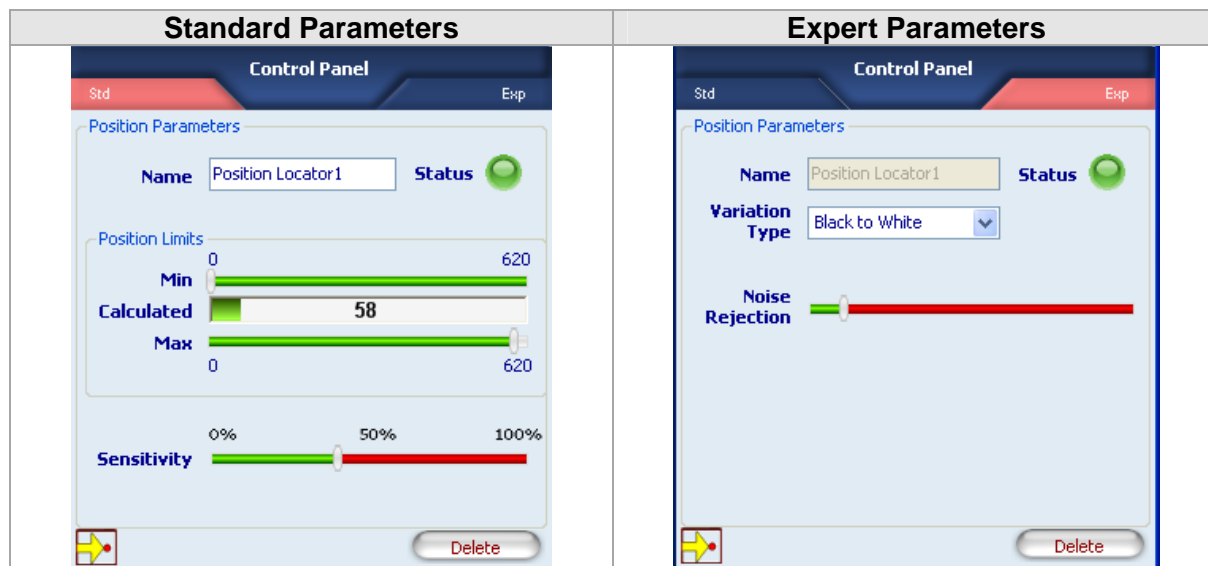 Standard Parameters
Control Panel
Std Exp
Position Parameters
Name Position Locator1 Status
Position Limits
0 620
Min
Calculated 58
Max
0 620
0% 50% 100%
Sensitivity
Delete
Expert Parameters
Control Panel
Std Exp
Position Parameters
Name Position Locator1 Status
Variation
Type Black to White
Noise
Rejection
Delete